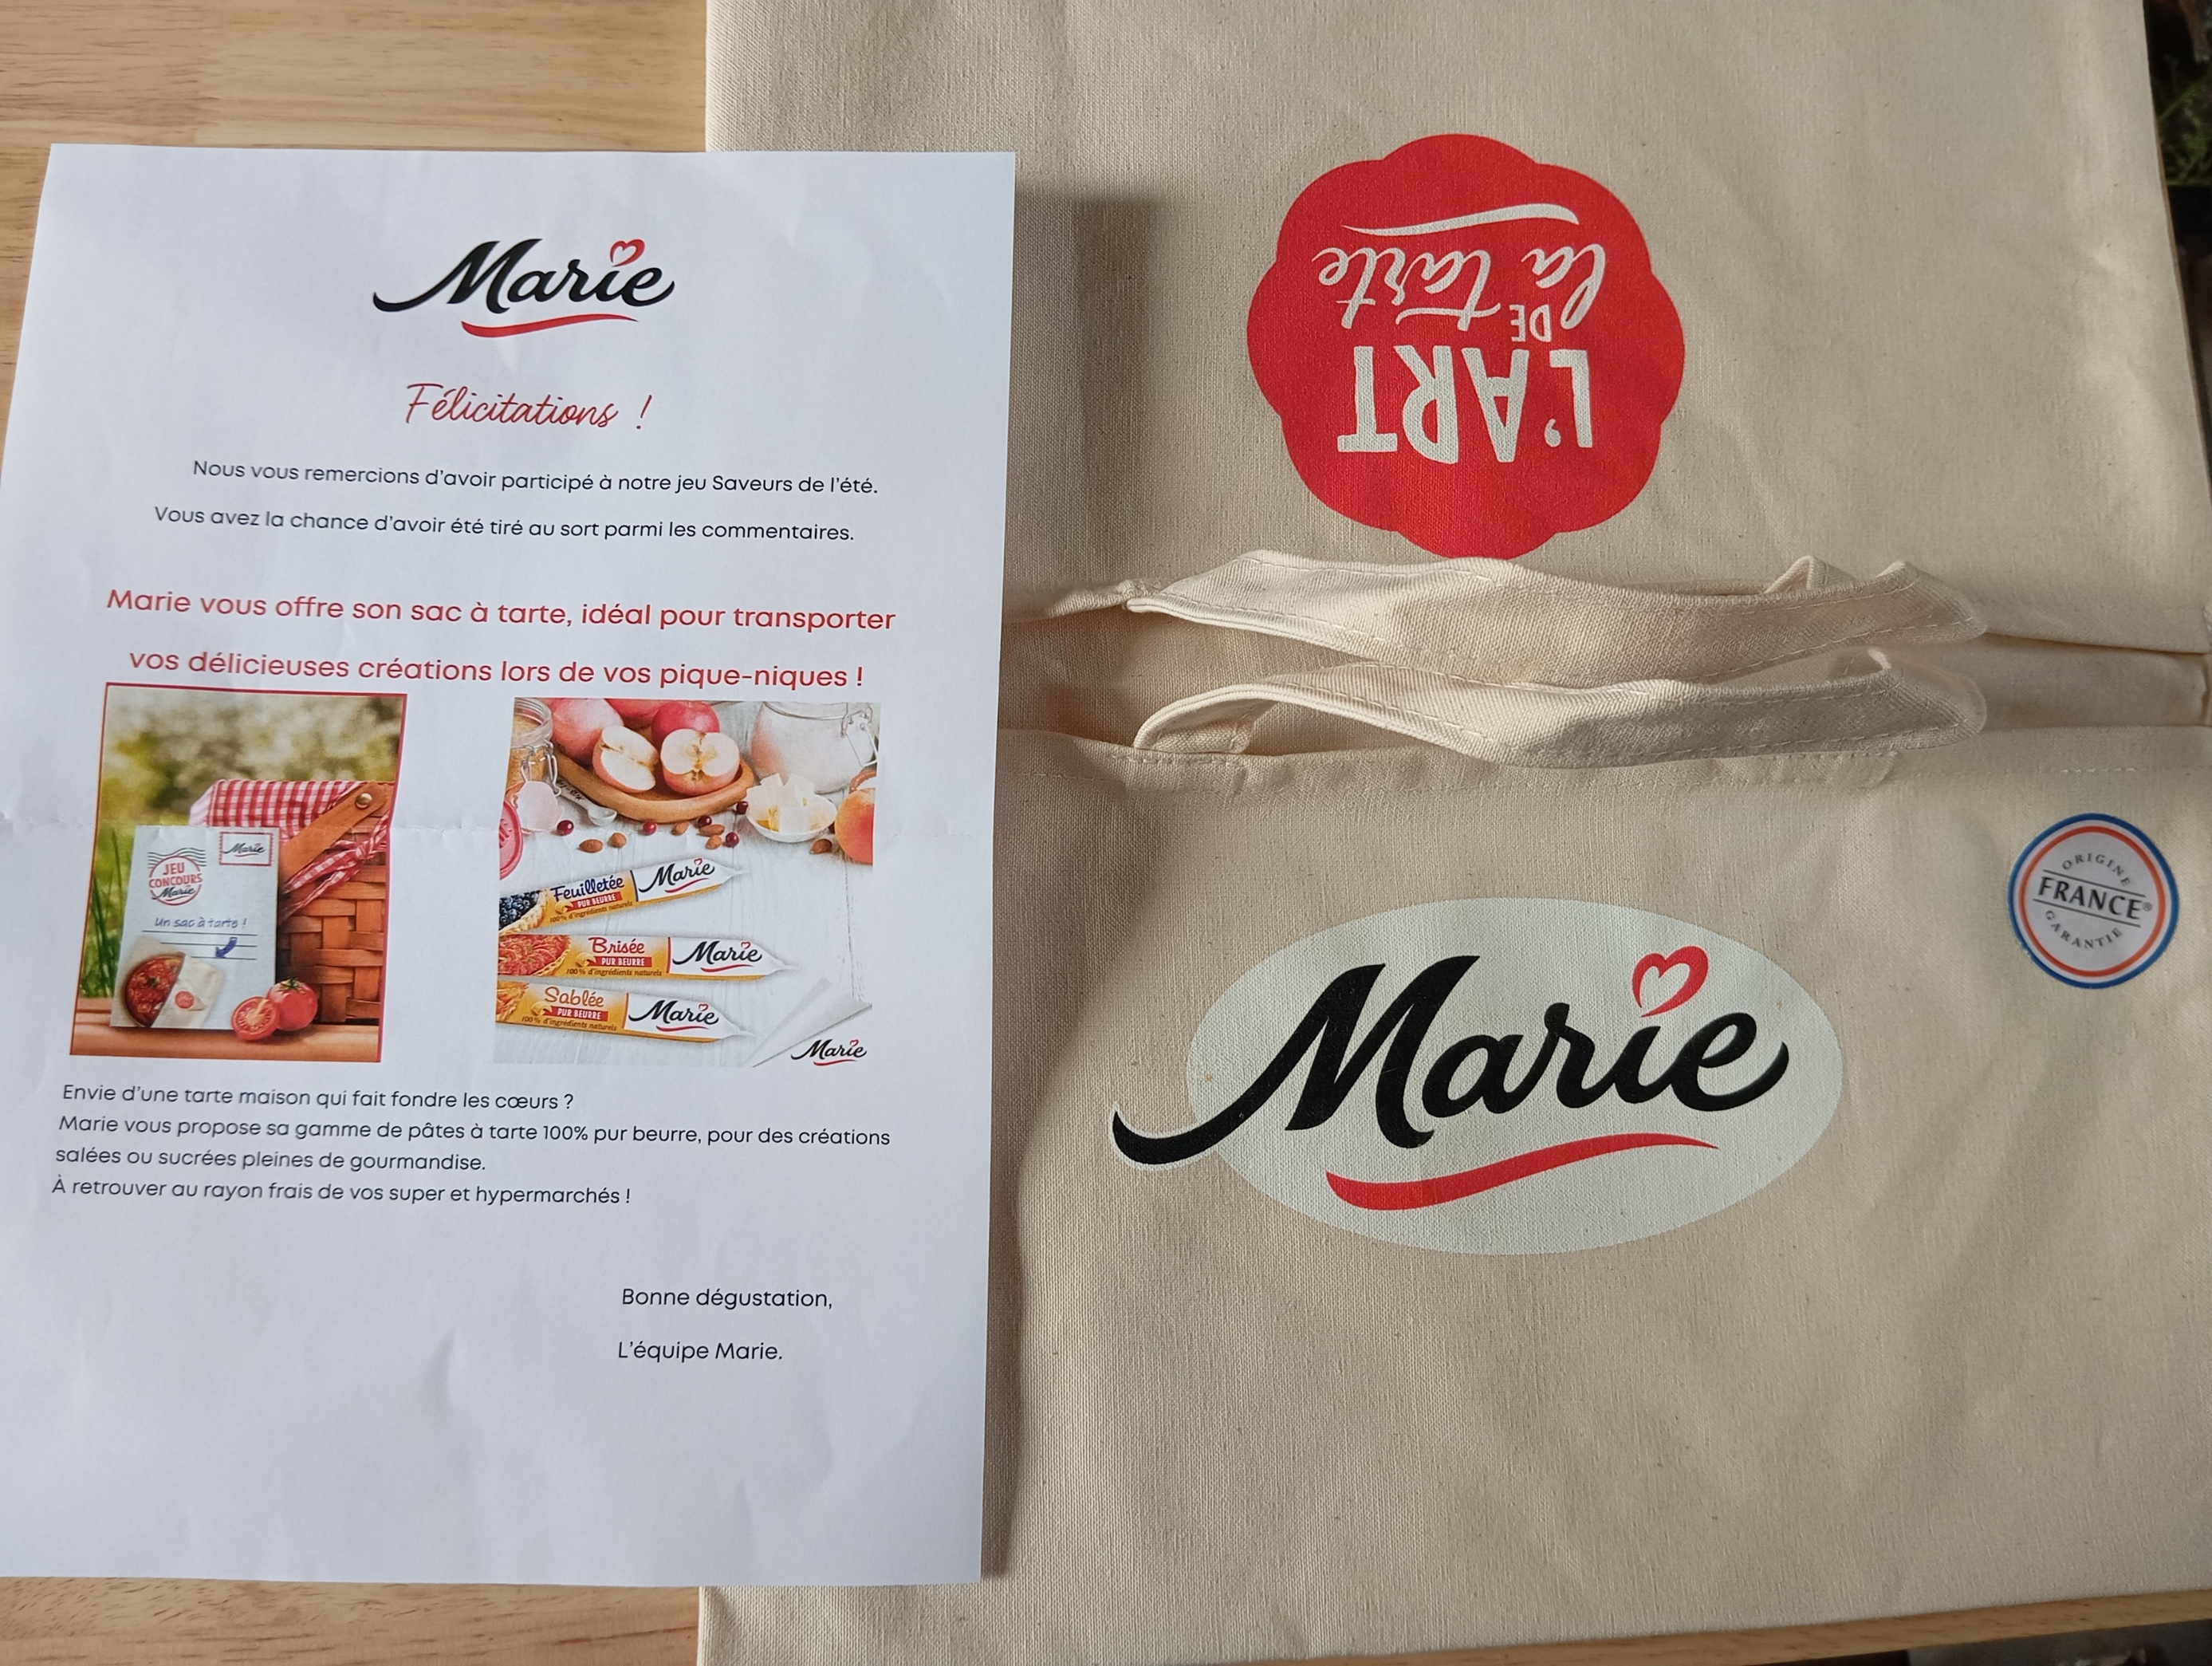 Marie
Félicitations !
Nous vous remercions d'avoir participé à notre jeu Saveurs de l'été.
Vous avez la chance d'avoir été tiré au sort parmi les commentaires.
Marie vous offre son sac à tarte, idéal pour transporter
vos délicieuses créations lors de vos pique-niques !
Marie
JEU
CONCOURS
Marie
Un sac à tarte !
Feuilletée
PUR BEURRE
100% d'ingrédients naturels
Marie
Brisée
PUR BEURRE
100% d'ingrédients naturels
Marie
Sablée
PUR BEURRE
100% d'ingrédients naturels
Marie
Marie
Envie d'une tarte maison qui fait fondre les cœurs ?
Marie vous propose sa gamme de pâtes à tarte 100% pur beurre, pour des créations
salées ou sucrées pleines de gourmandise.
À retrouver au rayon frais de vos super et hypermarchés !
Bonne dégustation,
L'équipe Marie.
L'ART
DE
la tarte
ORIGINE
FRANCE®
GARANTIE
Marie